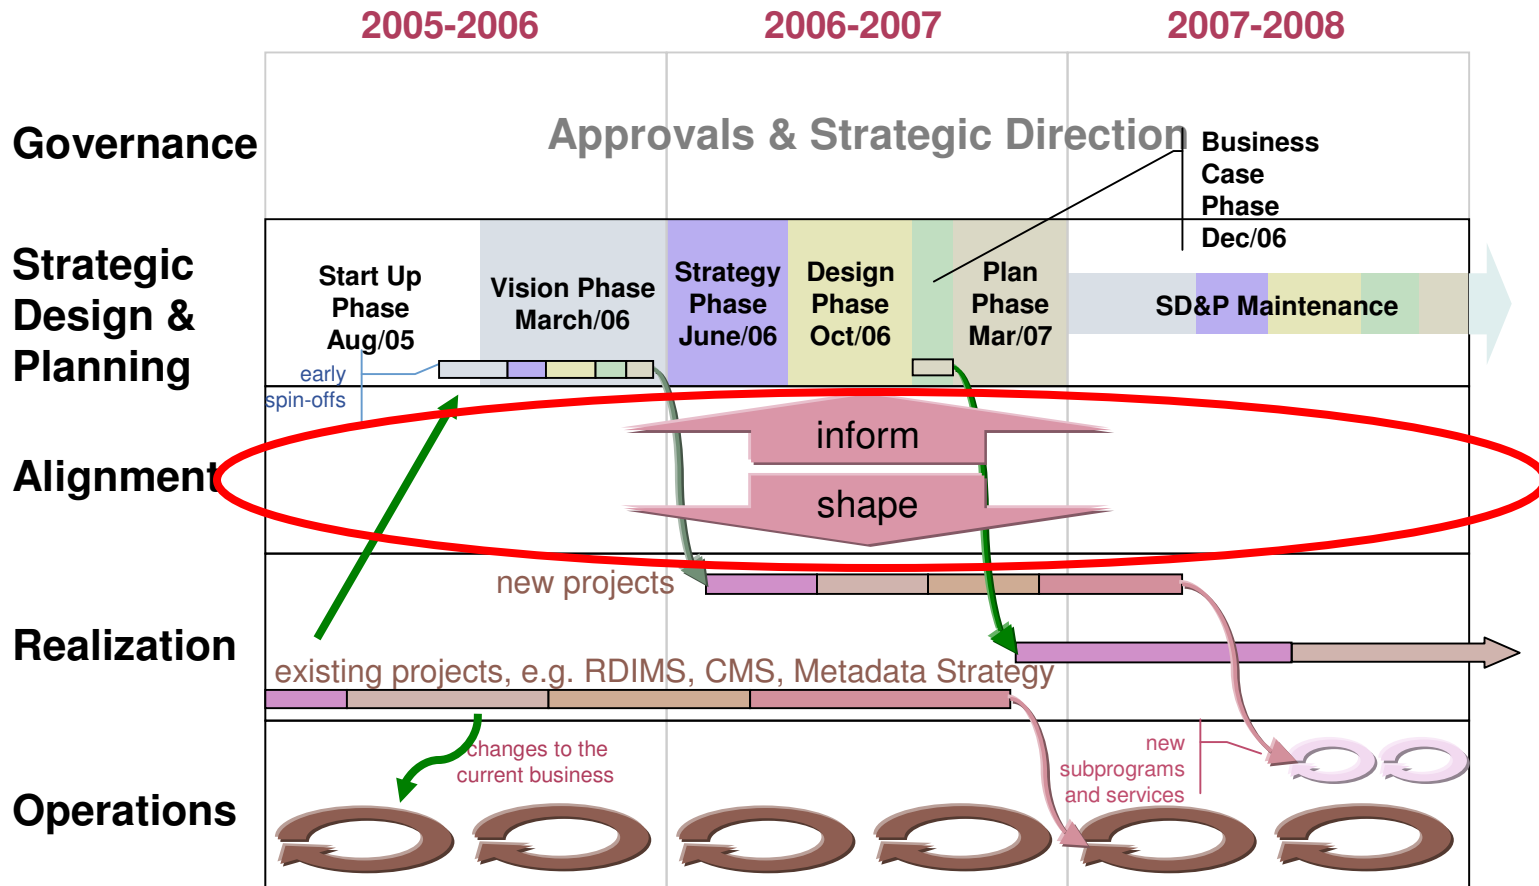 2005-2006
2006-2007
2007-2008
Governance
Approvals & Strategic Direction
Business
Case
Phase
Dec/06
Strategic
Design &
Planning
Start Up
Phase
Aug/05
Vision Phase
March/06
Strategy
Phase
June/06
Design
Phase
Oct/06
Plan
Phase
Mar/07
SD&P Maintenance
early
spin-offs
Alignment
inform
shape
Realization
new projects
existing projects, e.g. RDIMS, CMS, Metadata Strategy
Operations
changes to the
current business
new
subprograms
and services